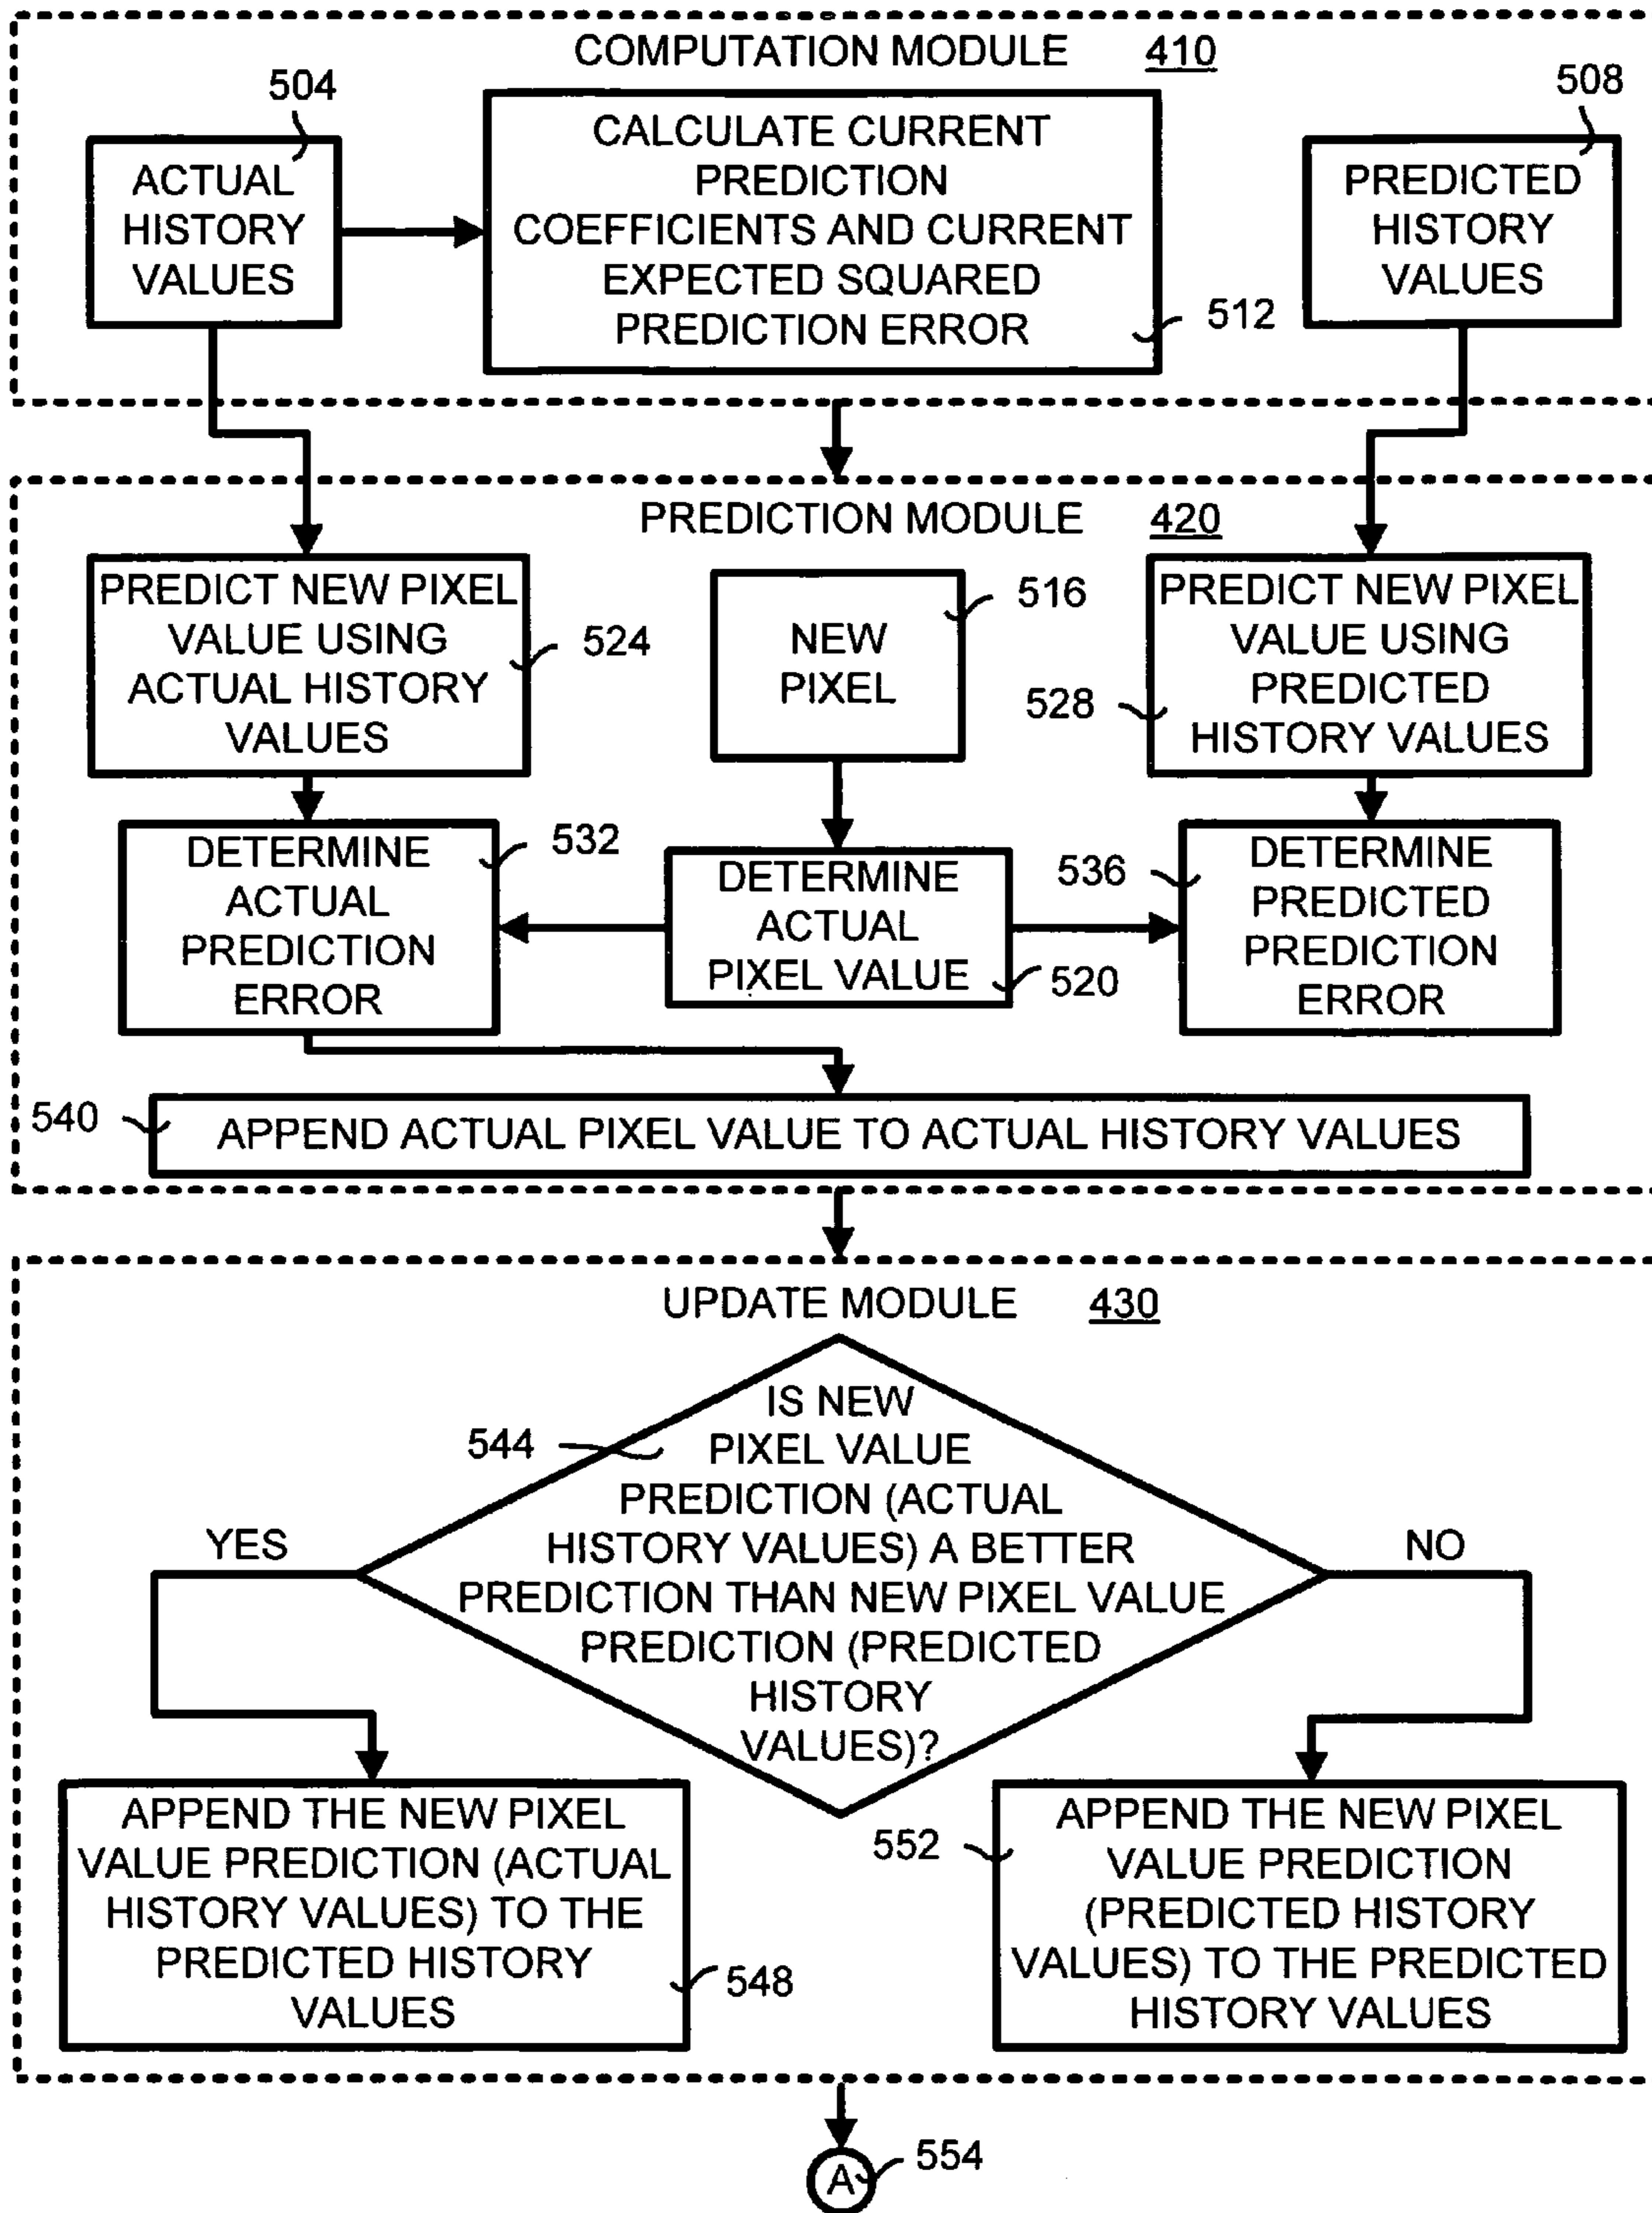 COMPUTATION MODULE 410
504
ACTUAL
HISTORY
VALUES
CALCULATE CURRENT
PREDICTION
COEFFICIENTS AND CURRENT
EXPECTED SQUARED
PREDICTION ERROR
512
508
PREDICTED
HISTORY
VALUES
PREDICTION MODULE 420
PREDICT NEW PIXEL
VALUE USING
ACTUAL HISTORY
VALUES
524
NEW
PIXEL
516
PREDICT NEW PIXEL
VALUE USING
PREDICTED
HISTORY VALUES
528
DETERMINE
ACTUAL
PREDICTION
ERROR
532
DETERMINE
ACTUAL
PIXEL VALUE
520
536
DETERMINE
PREDICTED
PREDICTION
ERROR
540
APPEND ACTUAL PIXEL VALUE TO ACTUAL HISTORY VALUES
UPDATE MODULE 430
544
IS NEW
PIXEL VALUE
PREDICTION (ACTUAL
HISTORY VALUES) A BETTER
PREDICTION THAN NEW PIXEL VALUE
PREDICTION (PREDICTED
HISTORY
VALUES)?
YES
NO
APPEND THE NEW PIXEL
VALUE PREDICTION (ACTUAL
HISTORY VALUES) TO THE
PREDICTED HISTORY
VALUES
548
552
APPEND THE NEW PIXEL
VALUE PREDICTION
(PREDICTED HISTORY
VALUES) TO THE PREDICTED
HISTORY VALUES
A
554